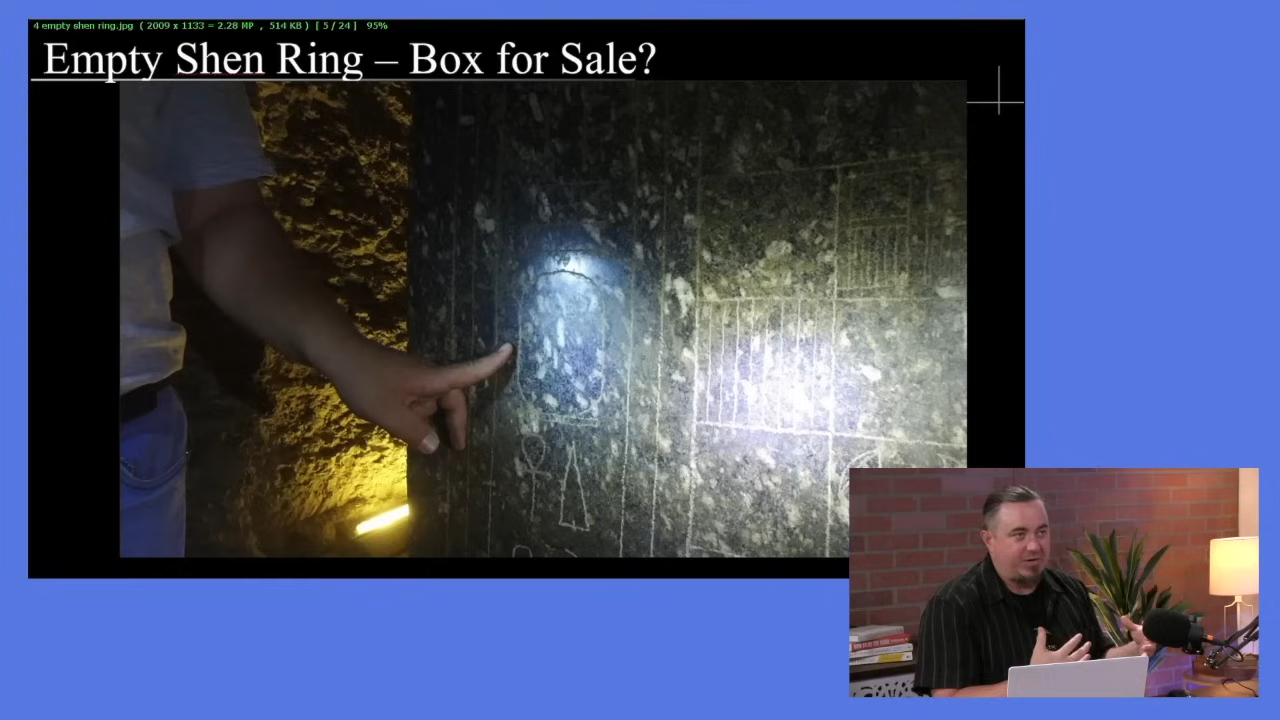 4 empty shen ring.jpg ( 2009 x 1133 = 2.28 MP , 514 KB ) [ 5 / 24 ] 95%
Empty Shen Ring – Box for Sale?